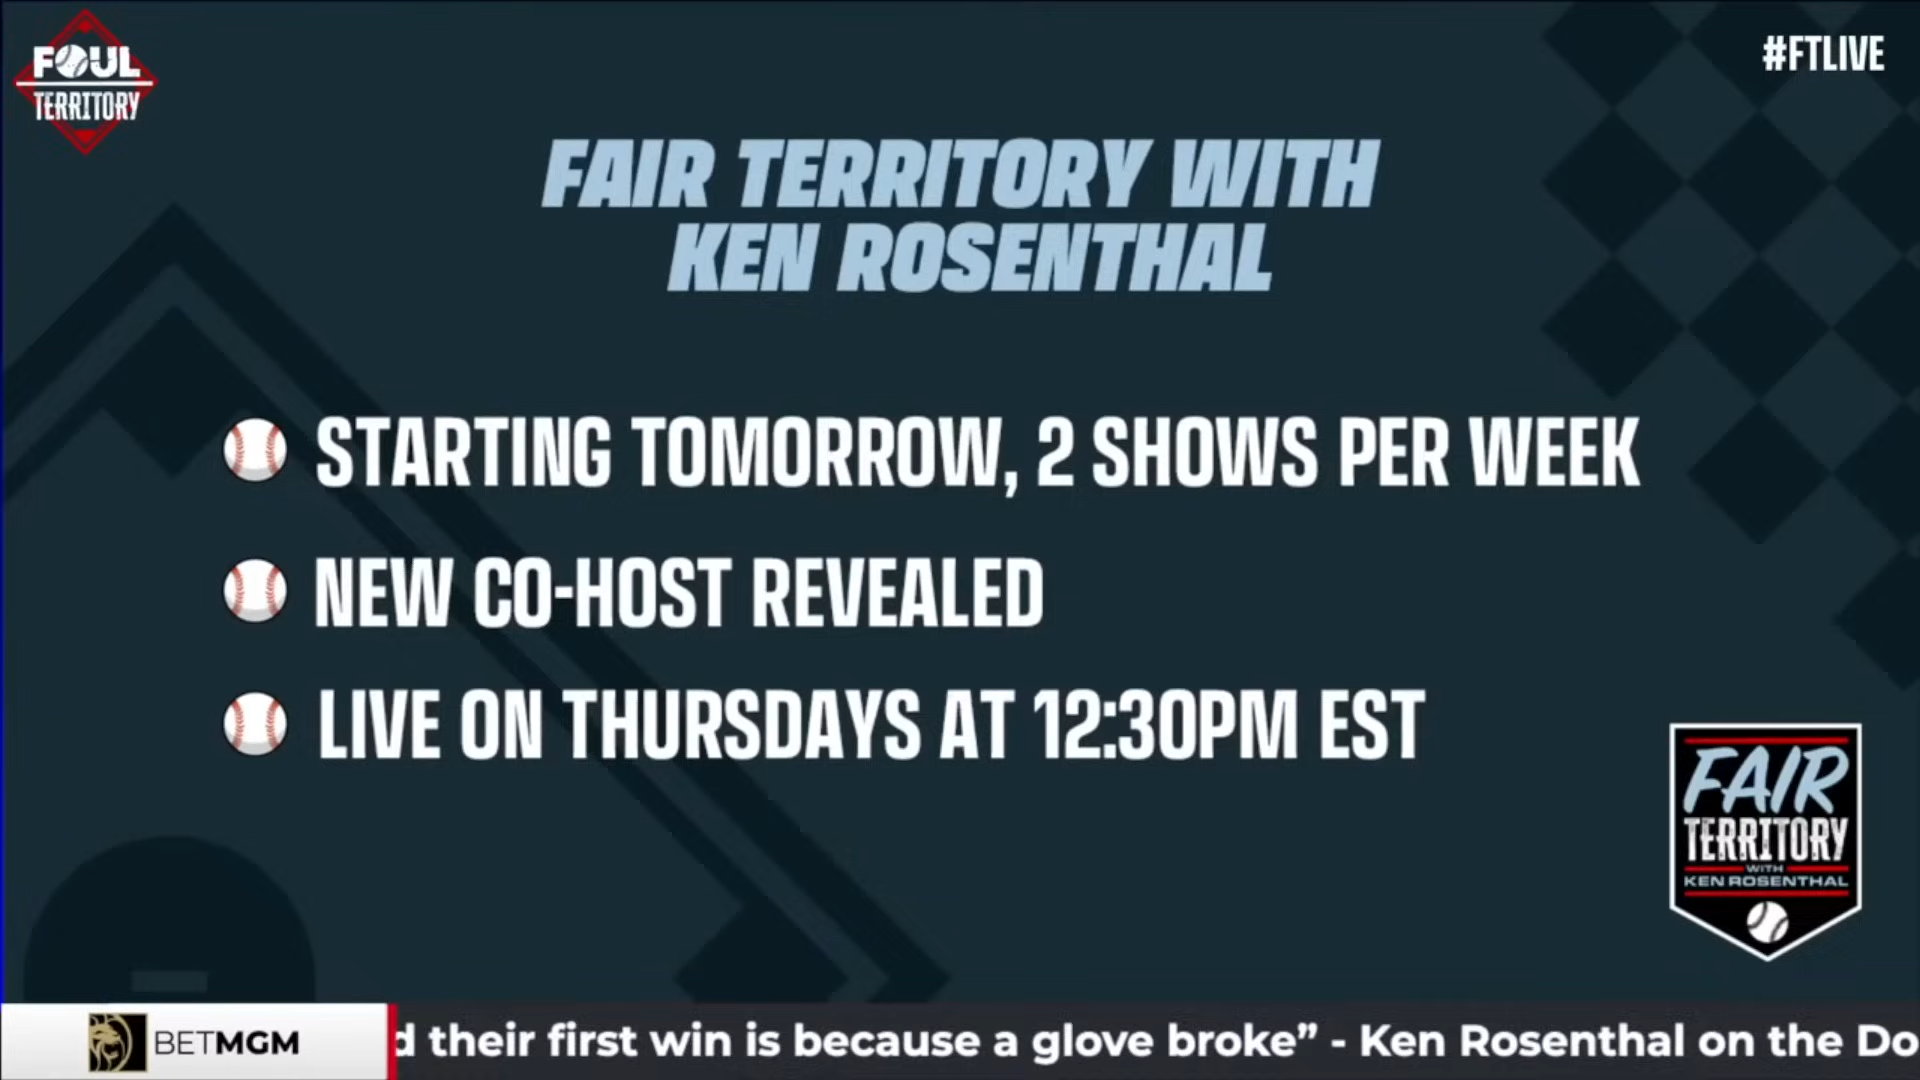 FOUL
TERRITORY
#FTLIVE
FAIR TERRITORY WITH
KEN ROSENTHAL
STARTING TOMORROW, 2 SHOWS PER WEEK
NEW CO-HOST REVEALED
LIVE ON THURSDAYS AT 12:30PM EST
FAIR
TERRITORY
WITH
KEN ROSENTHAL
BETMGM
d their first win is because a glove broke” - Ken Rosenthal on the Do